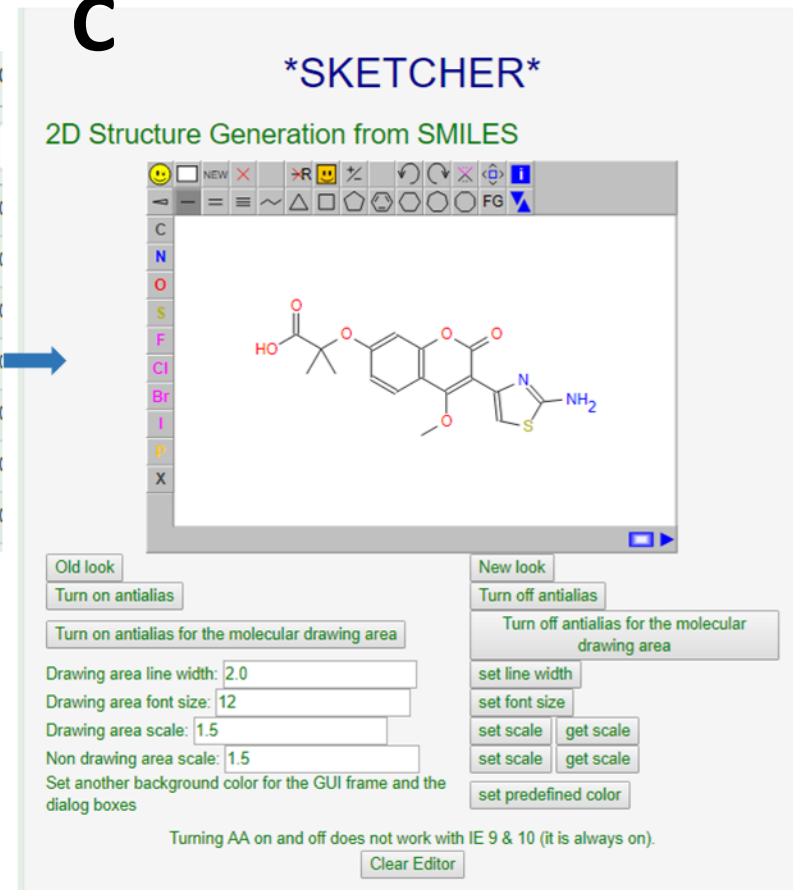 C
*SKETCHER*
2D Structure Generation from SMILES
NEW R +/- i
FG
C
N
O
S
F
Cl
Br
I
P
X
O
HO
O
O
O
N
NH2
S
O
Old look New look
Turn on antialias Turn off antialias
Turn on antialias for the molecular drawing area Turn off antialias for the molecular
drawing area
Drawing area line width: 2.0 set line width
Drawing area font size: 12 set font size
Drawing area scale: 1.5 set scale get scale
Non drawing area scale: 1.5 set scale get scale
Set another background color for the GUI frame and the
dialog boxes set predefined color
Turning AA on and off does not work with IE 9 & 10 (it is always on).
Clear Editor